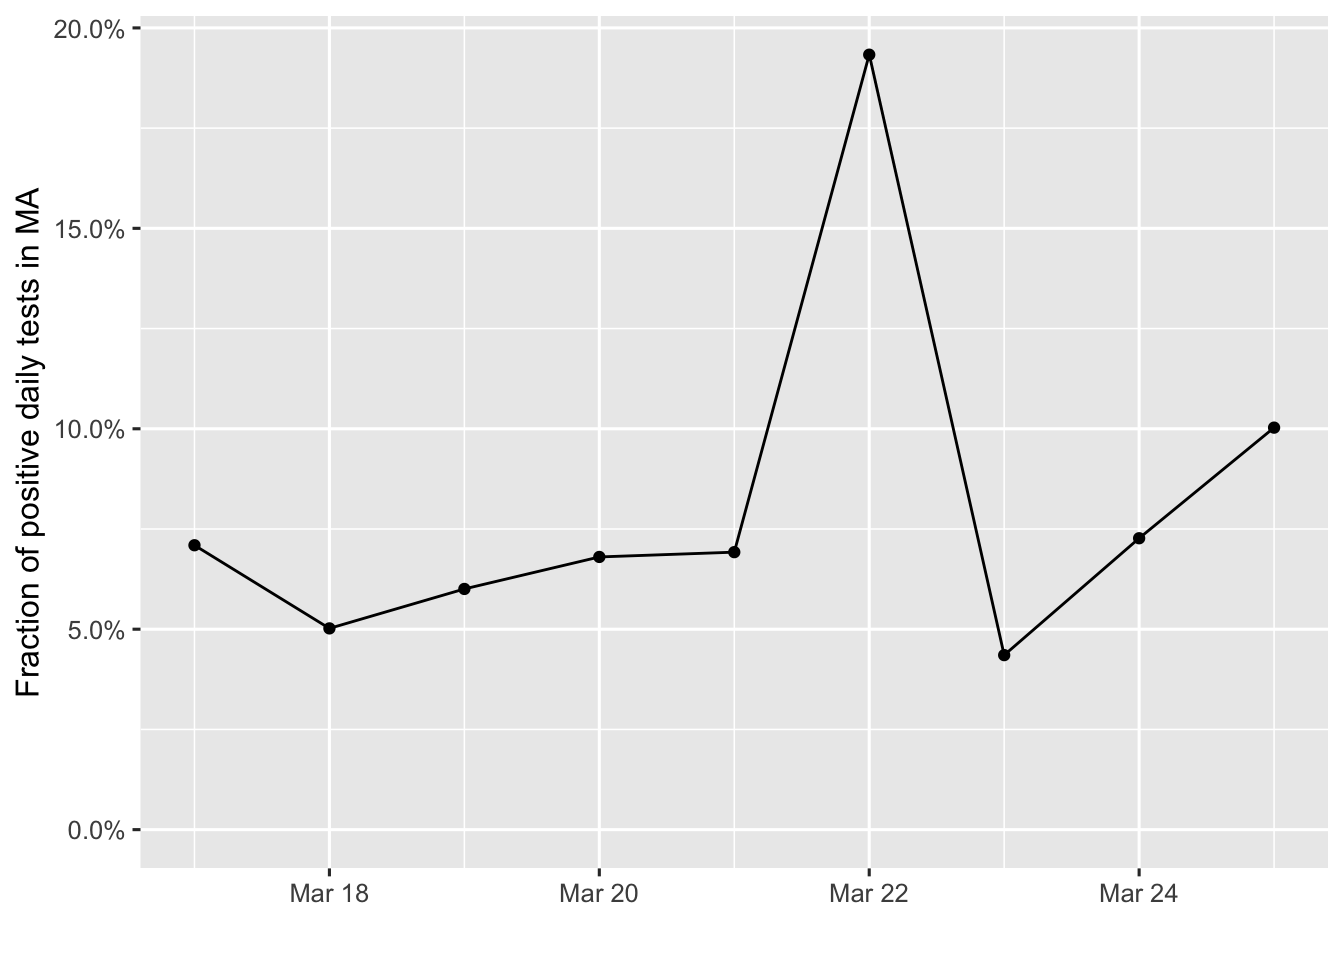 Fraction of positive daily tests in MA
20.0%
15.0%
10.0%
5.0%
0.0%
Mar 18 Mar 20 Mar 22 Mar 24